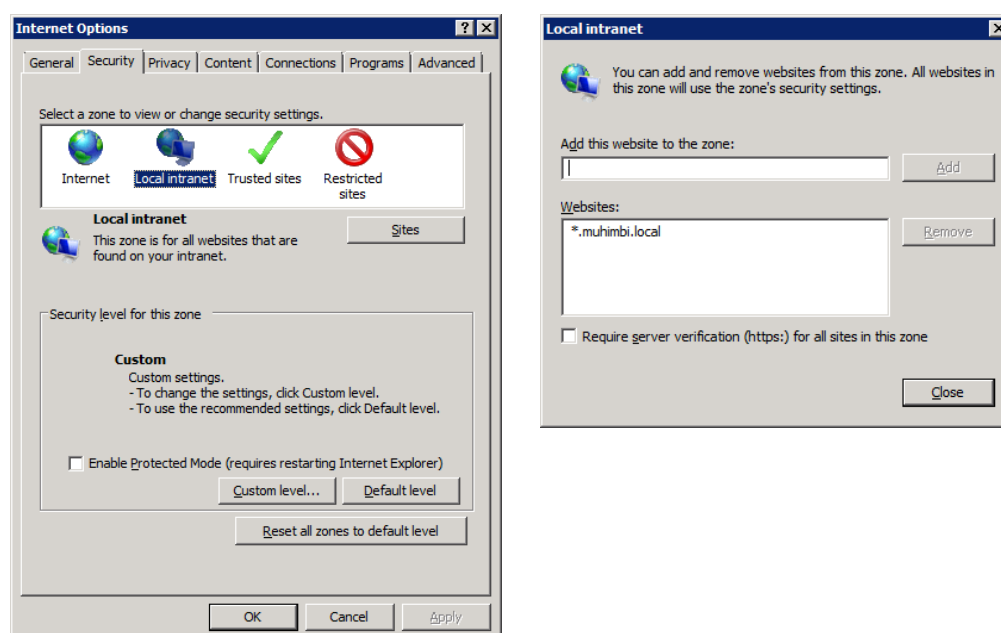 Internet Options
General Security Privacy Content Connections Programs Advanced
Select a zone to view or change security settings.
Internet Local intranet Trusted sites Restricted
sites
Local intranet
This zone is for all websites that are
found on your intranet.
Sites
Security level for this zone
Custom
Custom settings.
- To change the settings, click Custom level.
- To use the recommended settings, click Default level.
Enable Protected Mode (requires restarting Internet Explorer)
Custom level... Default level
Reset all zones to default level
OK Cancel Apply
Local intranet
You can add and remove websites from this zone. All websites in
this zone will use the zone's security settings.
Add this website to the zone:
Add
Websites:
*.muhimbi.local
Remove
Require server verification (https:) for all sites in this zone
Close